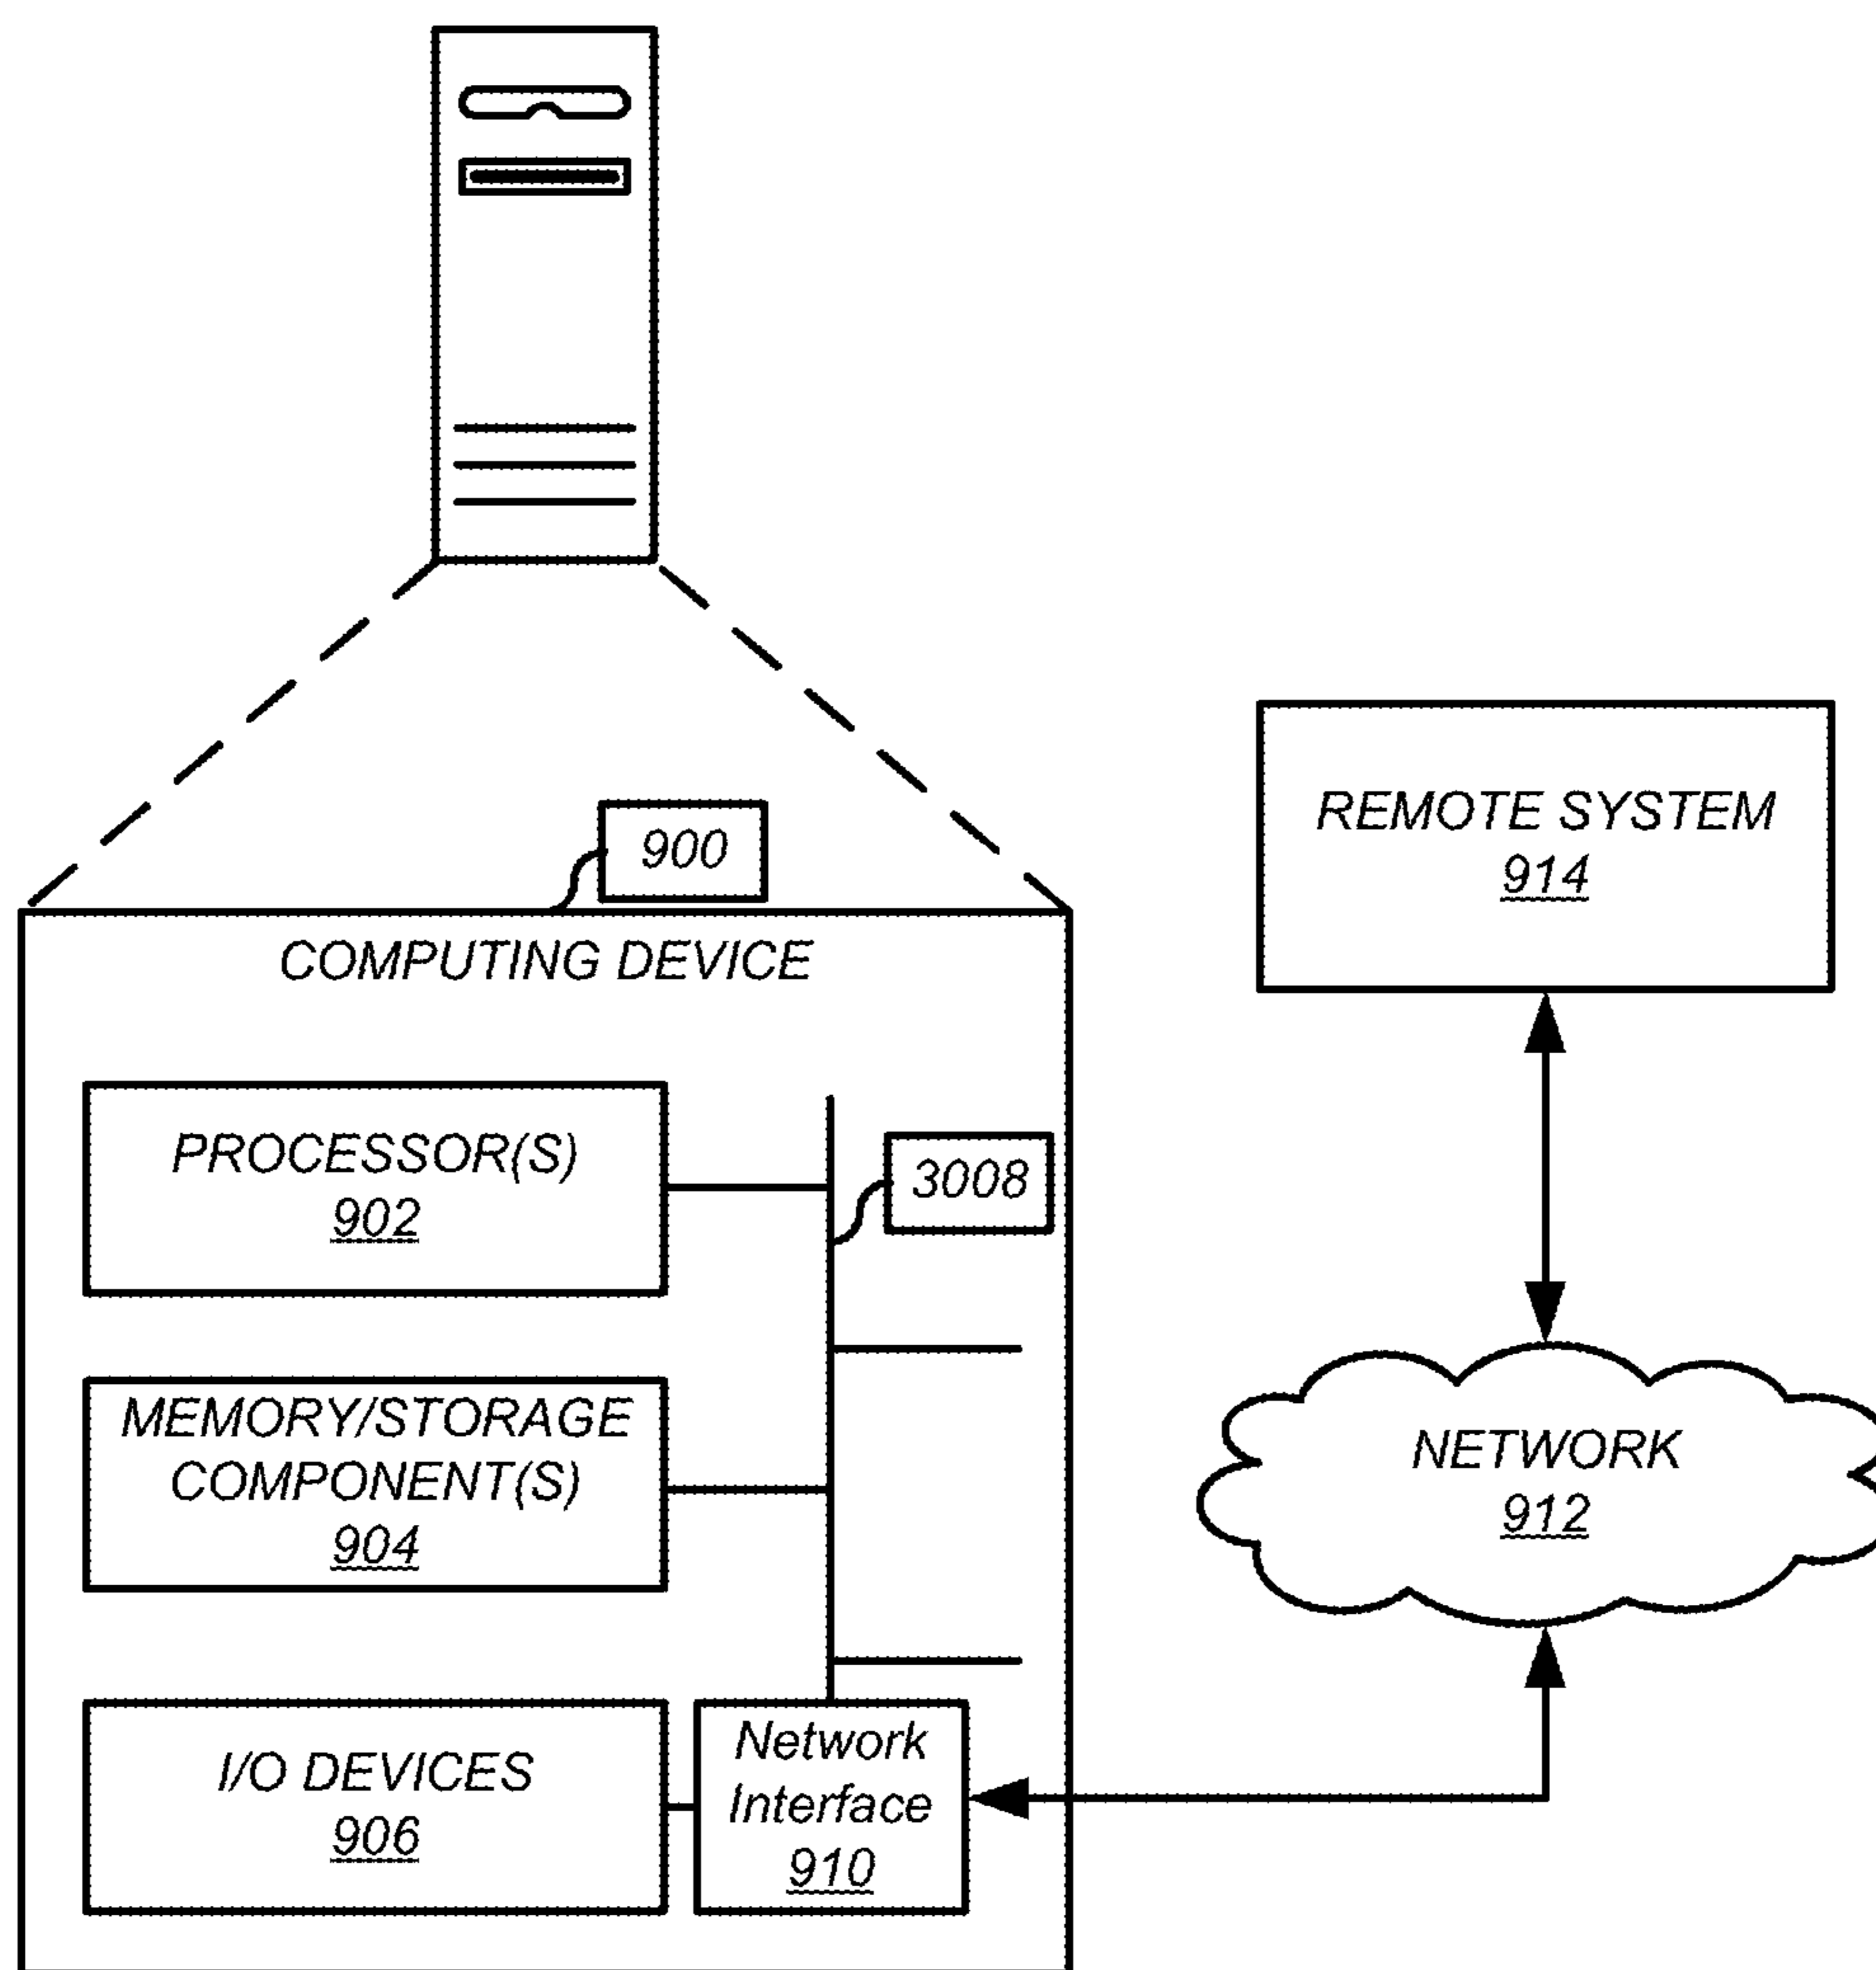 900
COMPUTING DEVICE
PROCESSOR(S)
902
3008
MEMORY/STORAGE
COMPONENT(S)
904
I/O DEVICES
906
Network
Interface
910
REMOTE SYSTEM
914
NETWORK
912